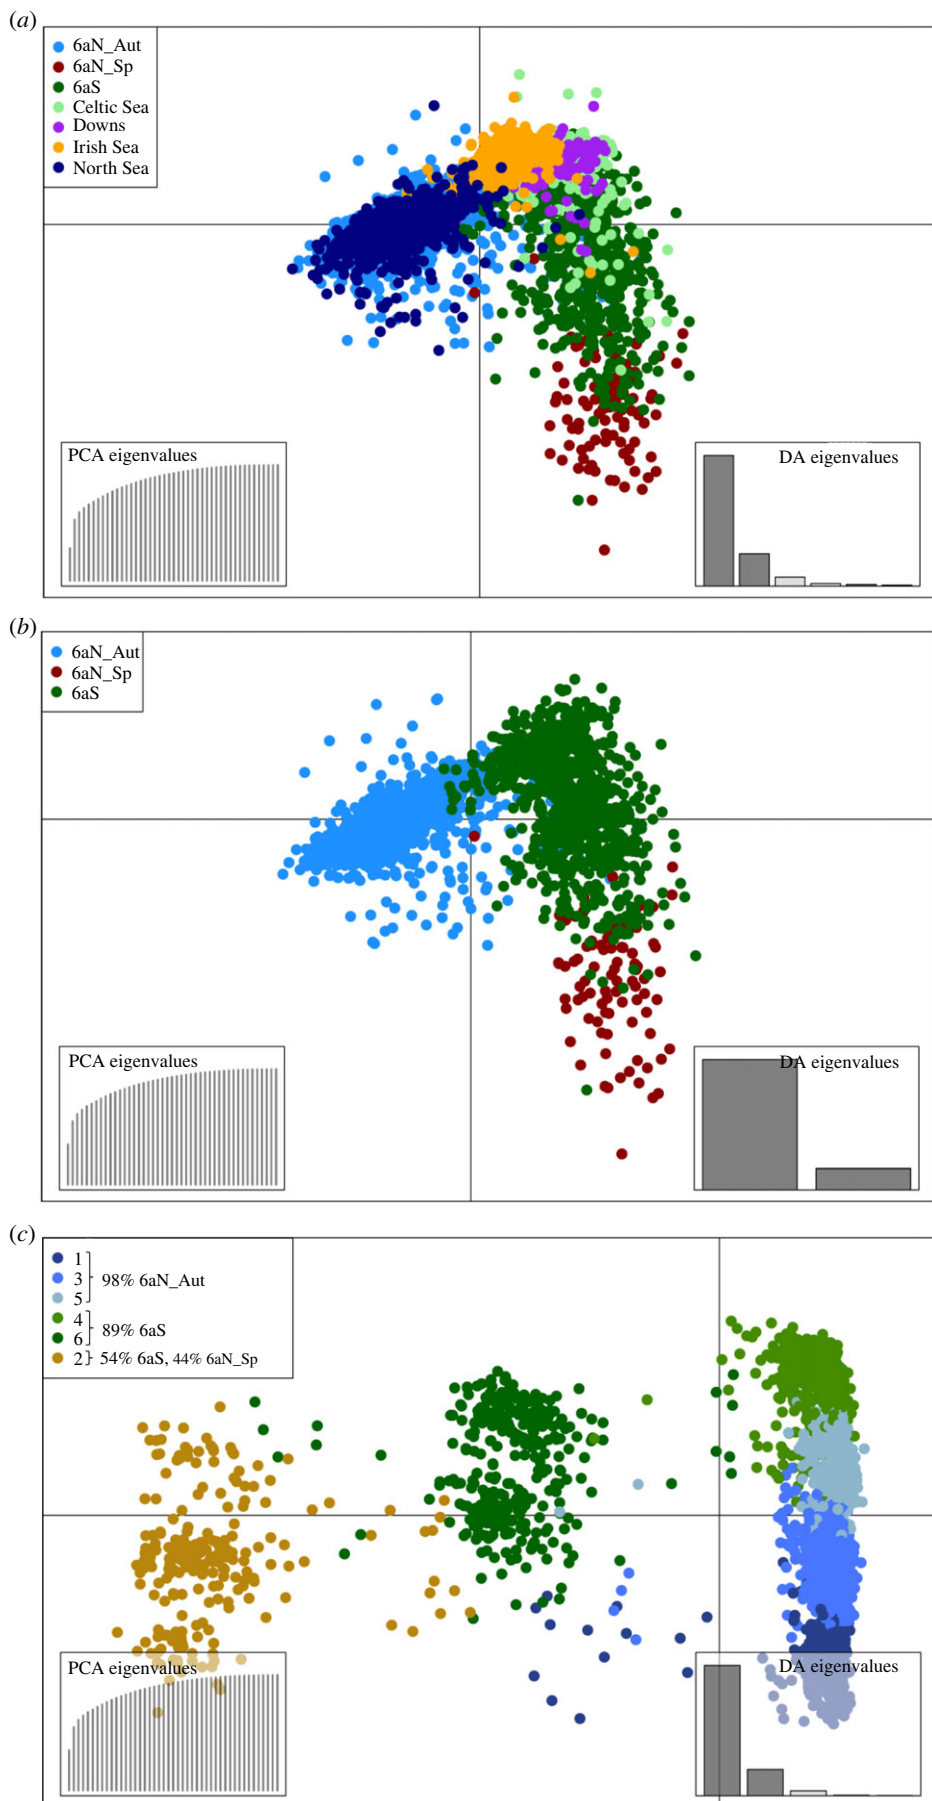 (a)
6aN_Aut
6aN_Sp
6aS
Celtic Sea
Downs
Irish Sea
North Sea
PCA eigenvalues
DA eigenvalues
(b)
6aN_Aut
6aN_Sp
6aS
PCA eigenvalues
DA eigenvalues
(c)
1
3 98% 6aN_Aut
5
4
89% 6aS
6
2 54% 6aS, 44% 6aN_Sp
PCA eigenvalues
DA eigenvalues